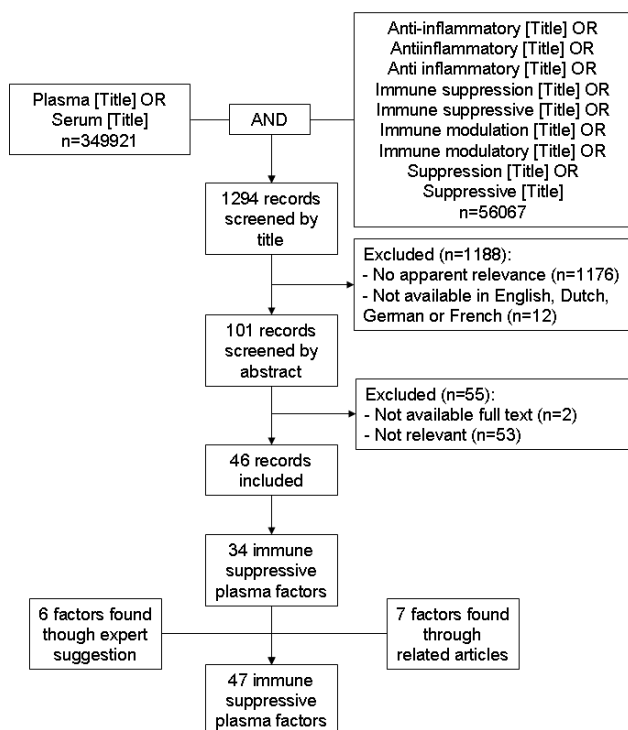 Plasma [Title] OR
Serum [Title]
n=349921
AND
Anti-inflammatory [Title] OR
Antiinflammatory [Title] OR
Anti inflammatory [Title] OR
Immune suppression [Title] OR
Immune suppressive [Title] OR
Immune modulation [Title] OR
Immune modulatory [Title] OR
Suppression [Title] OR
Suppressive [Title]
n=56067
1294 records
screened by
title
Excluded (n=1188):
- No apparent relevance (n=1176)
- Not available in English, Dutch,
German or French (n=12)
101 records
screened by
abstract
Excluded (n=55):
- Not available full text (n=2)
- Not relevant (n=53)
46 records
included
34 immune
suppressive
plasma factors
6 factors found
though expert
suggestion
7 factors found
through
related articles
47 immune
suppressive
plasma factors